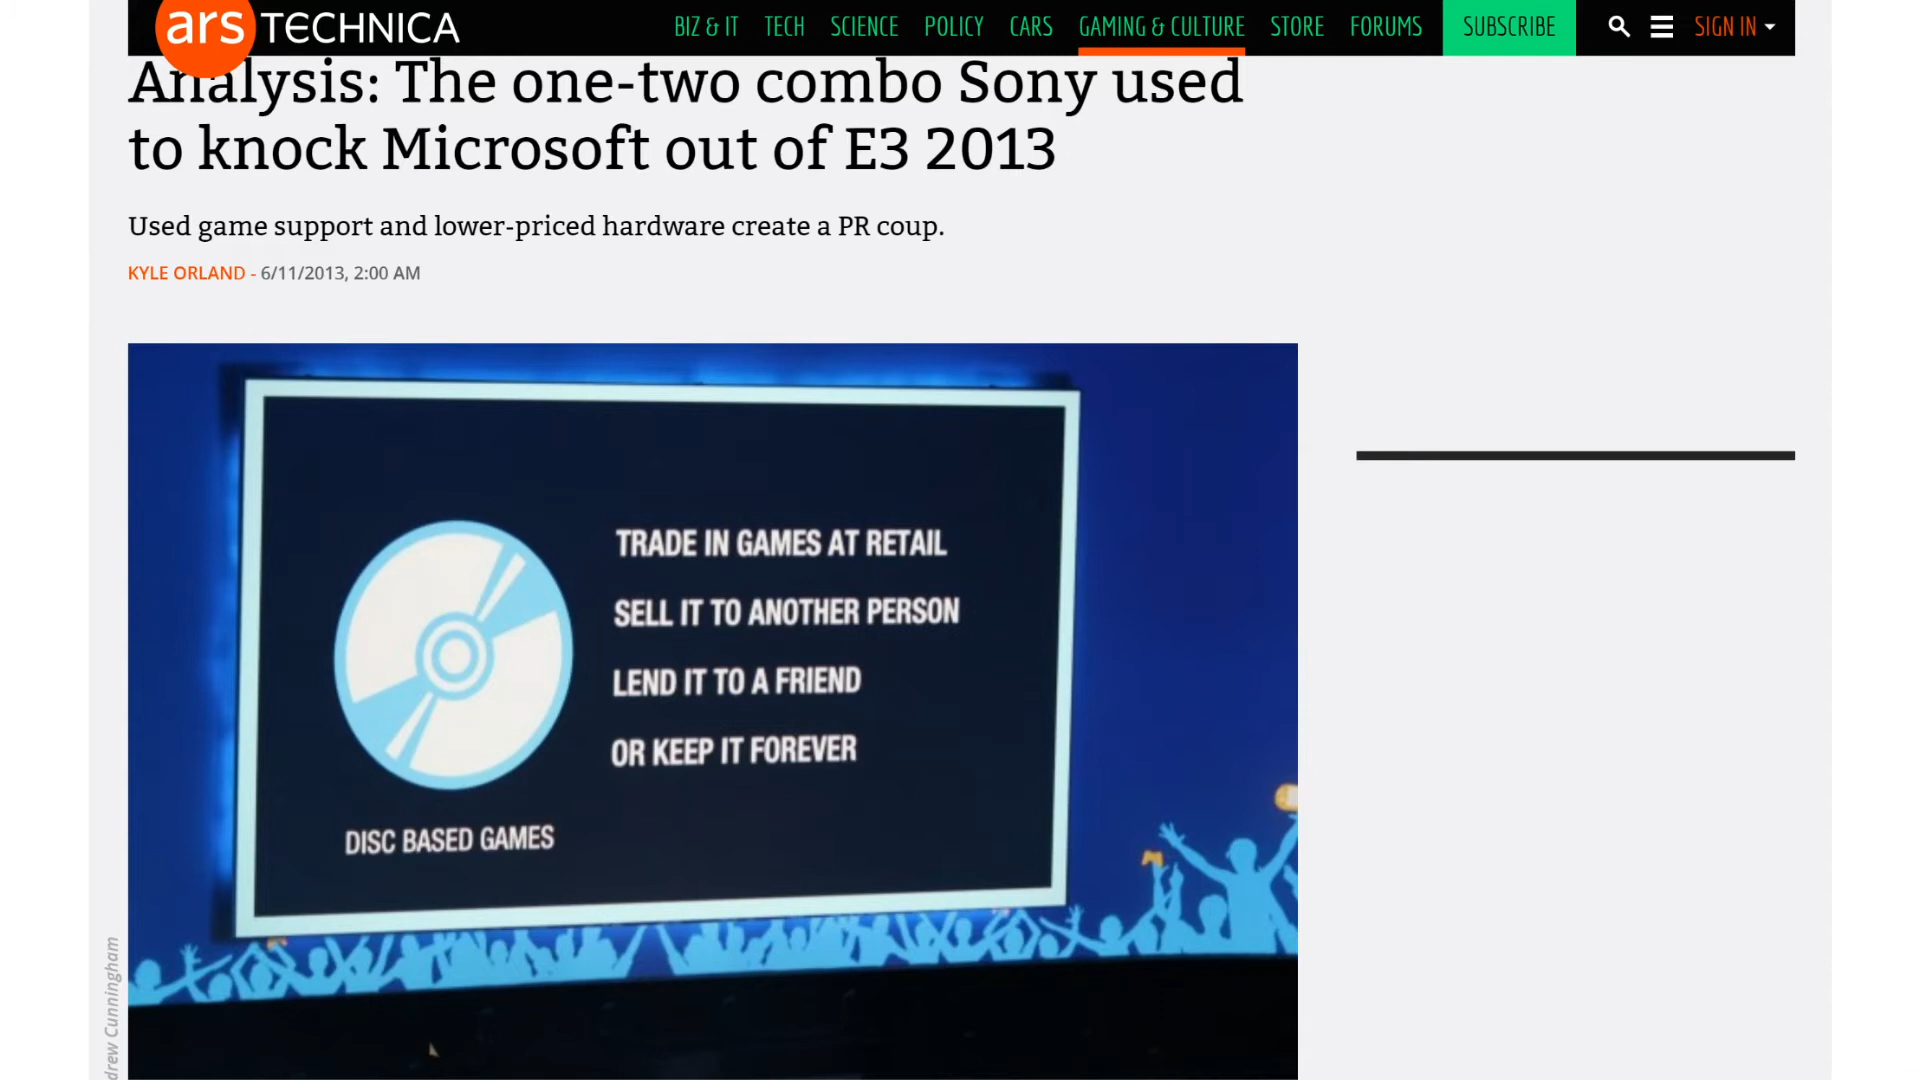 ars TECHNICA
BIZ & IT TECH SCIENCE POLICY CARS GAMING & CULTURE STORE FORUMS SUBSCRIBE SIGN IN
Analysis: The one-two combo Sony used
to knock Microsoft out of E3 2013
Used game support and lower-priced hardware create a PR coup.
KYLE ORLAND - 6/11/2013, 2:00 AM
TRADE IN GAMES AT RETAIL
SELL IT TO ANOTHER PERSON
LEND IT TO A FRIEND
OR KEEP IT FOREVER
DISC BASED GAMES
drew Cunningham